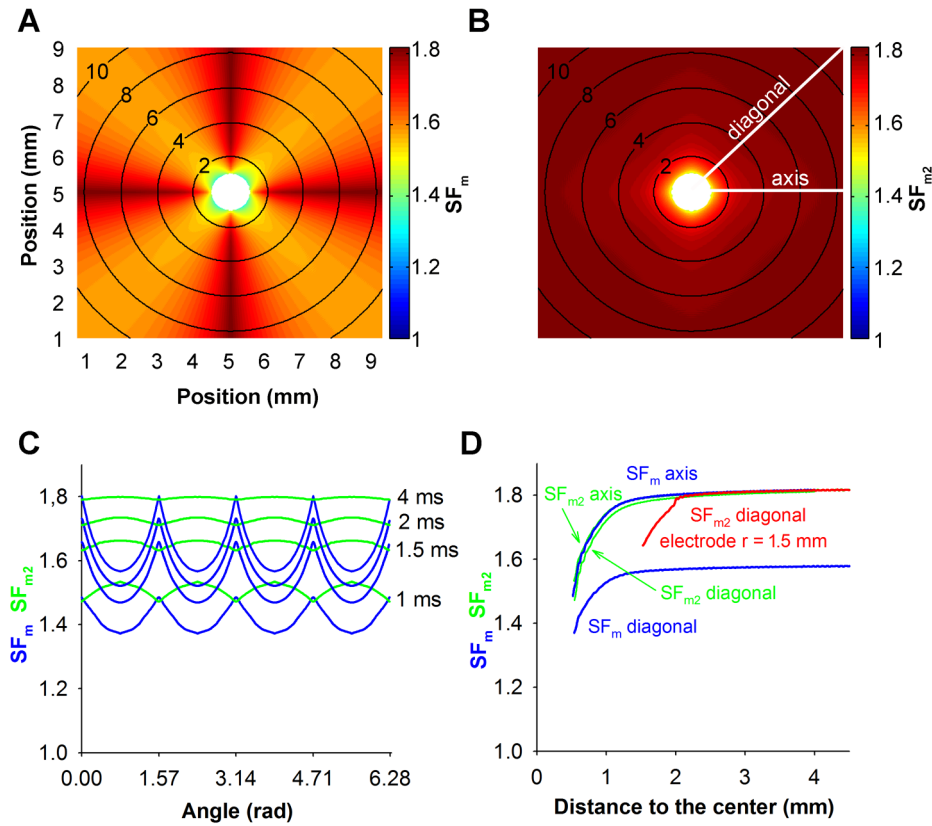 A
B
9
8
7
6
5
4
3
2
1
Position (mm)
10
8
6
4
2
1 2 3 4 5 6 7 8 9
Position (mm)
1.8
1.6
1.4
1.2
1
SFm
10
8
6
4
2
diagonal
axis
1.8
1.6
1.4
1.2
1
SFm2
C
D
SFm SFm2
1.8
1.6
1.4
1.2
1.0
4 ms
2 ms
1.5 ms
1 ms
0.00 1.57 3.14 4.71 6.28
Angle (rad)
SFm SFm2
1.8
1.6
1.4
1.2
1.0
SFm axis
SFm2 axis
SFm2 diagonal
electrode r = 1.5 mm
SFm2 diagonal
SFm diagonal
0 1 2 3 4
Distance to the center (mm)